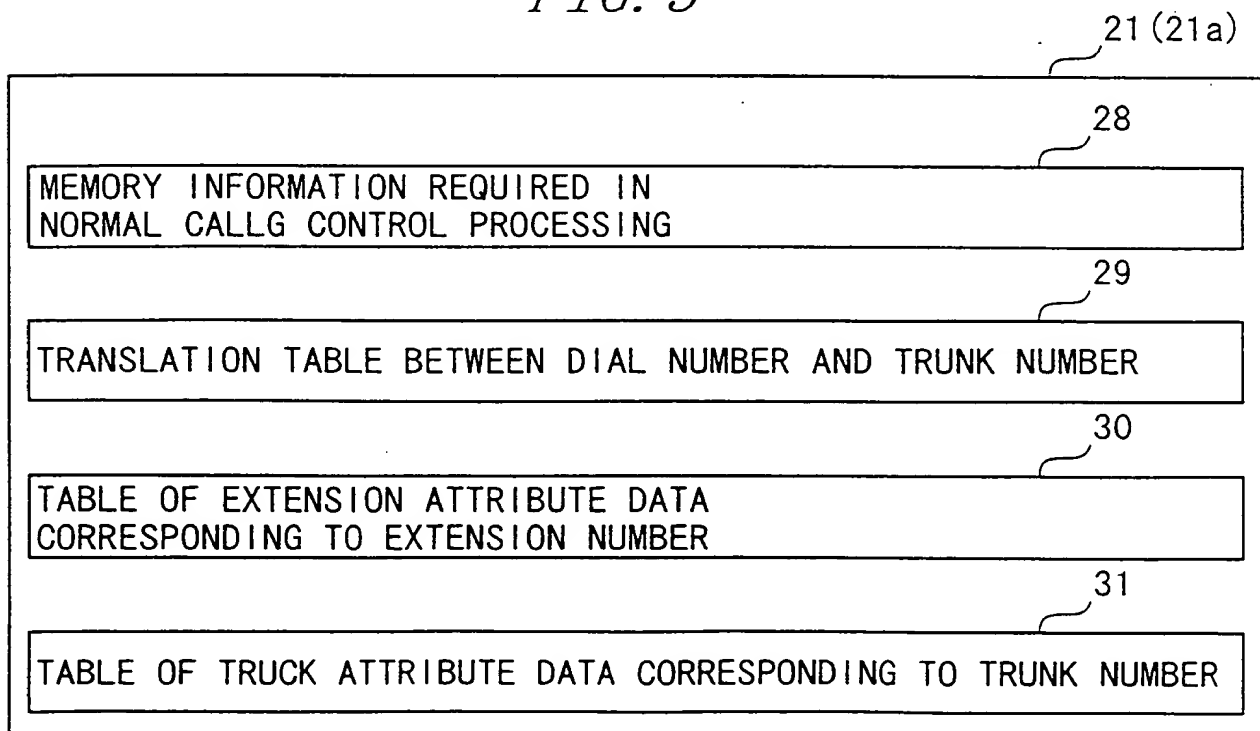 FIG.
21(21a)
28
MEMORY INFORMATION REQUIRED IN
NORMAL CALLG CONTROL PROCESSING
29
TRANSLATION TABLE BETWEEN DIAL NUMBER AND TRUNK NUMBER
30
TABLE OF EXTENSION ATTRIBUTE DATA
CORRESPONDING TO EXTENSION NUMBER
31
TABLE OF TRUCK ATTRIBUTE DATA CORRESPONDING TO TRUNK NUMBER